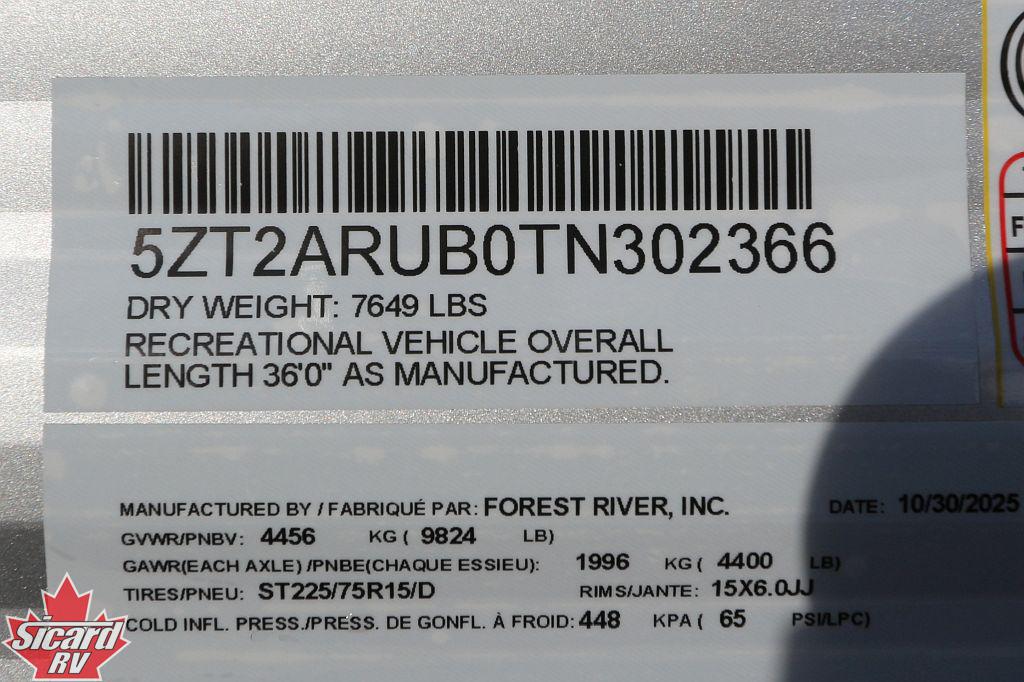 5ZT2ARUB0TN302366
DRY WEIGHT: 7649 LBS
RECREATIONAL VEHICLE OVERALL
LENGTH 36'0" AS MANUFACTURED.
MANUFACTURED BY / FABRIQUÉ PAR: FOREST RIVER, INC. DATE: 10/30/2025
GVWR/PNBV: 4456 KG ( 9824 LB)
GAWR(EACH AXLE) /PNBE(CHAQUE ESSIEU): 1996 KG ( 4400 LB)
TIRES/PNEU: ST225/75R15/D RIMS/JANTE: 15X6.0JJ
COLD INFL. PRESS./PRESS. DE GONFL. À FROID: 448 KPA ( 65 PSI/LPC)
Sicard
RV